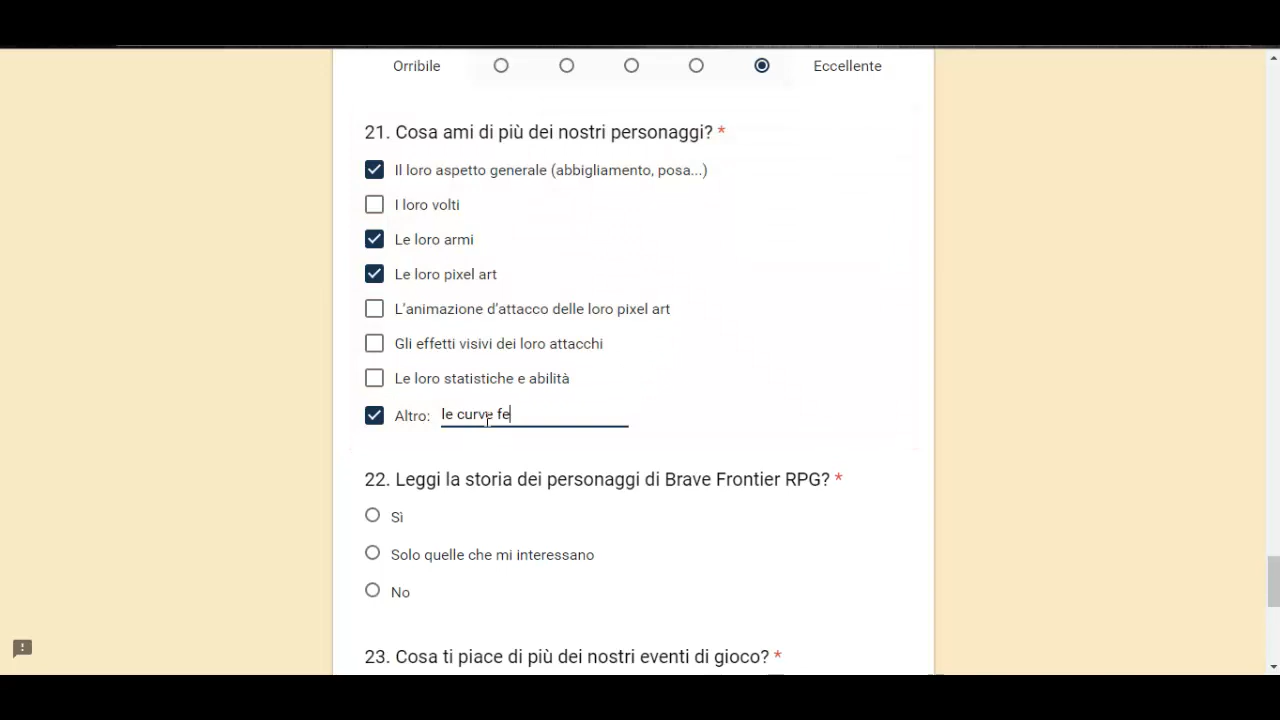 Orribile Eccellente
21. Cosa ami di più dei nostri personaggi? *
Il loro aspetto generale (abbigliamento, posa...)
I loro volti
Le loro armi
Le loro pixel art
L'animazione d'attacco delle loro pixel art
Gli effetti visivi dei loro attacchi
Le loro statistiche e abilità
Altro: le curve fe
22. Leggi la storia dei personaggi di Brave Frontier RPG? *
Sì
Solo quelle che mi interessano
No
23. Cosa ti piace di più dei nostri eventi di gioco? *